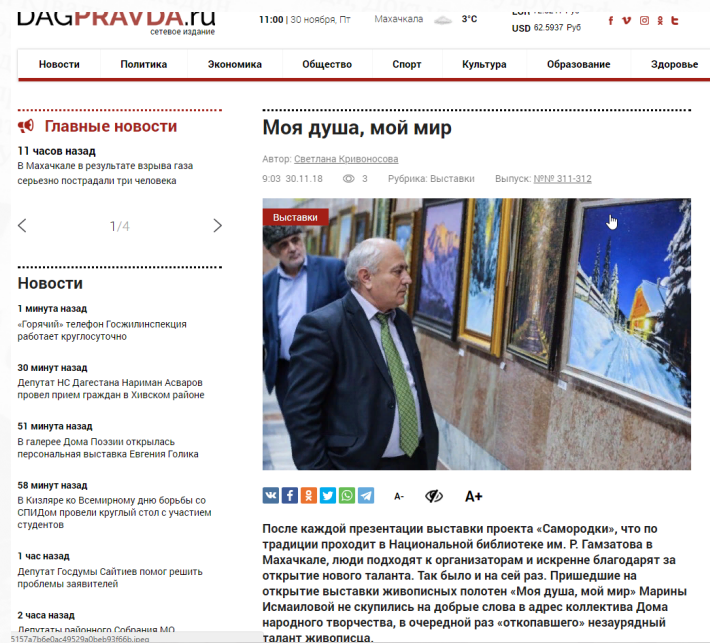 DAGPRAVDA.ru
сетевое издание
11:00 | 30 ноября, Пт
Махачкала
3°C
USD 62.5937 Руб
Новости
Политика
Экономика
Общество
Спорт
Культура
Образование
Здоровье
Главные новости
11 часов назад
В Махачкале в результате взрыва газа
серьезно пострадали три человека
1/4
Новости
1 минута назад
«Горячий» телефон Госжилинспекция
работает круглосуточно
30 минут назад
Депутат НС Дагестана Нариман Асваров
провел прием граждан в Хивском районе
51 минута назад
В галерее Дома Поэзии открылась
персональная выставка Евгения Голика
58 минут назад
В Кизляре ко Всемирному дню борьбы со
СПИДом провели круглый стол с участием
студентов
1 час назад
Депутат Госдумы Сайтиев помог решить
проблемы заявителей
2 часа назад
Депутаты районного Собрания МО
5157a7b6e0ac49529a0beb93f66b.jpeg
Моя душа, мой мир
Автор: Светлана Кривоносова
9:03 30.11.18
3
Рубрика: Выставки
Выпуск: №№ 311-312
Выставки
A-
A+
После каждой презентации выставки проекта «Самородки», что по
традиции проходит в Национальной библиотеке им. Р. Гамзатова в
Махачкале, люди подходят к организаторам и искренне благодарят за
открытие нового таланта. Так было и на сей раз. Пришедшие на
открытие выставки живописных полотен «Моя душа, мой мир» Марины
Исмаиловой не скупились на добрые слова в адрес коллектива Дома
народного творчества, в очередной раз «откопавшего» незаурядный
талант живописца.